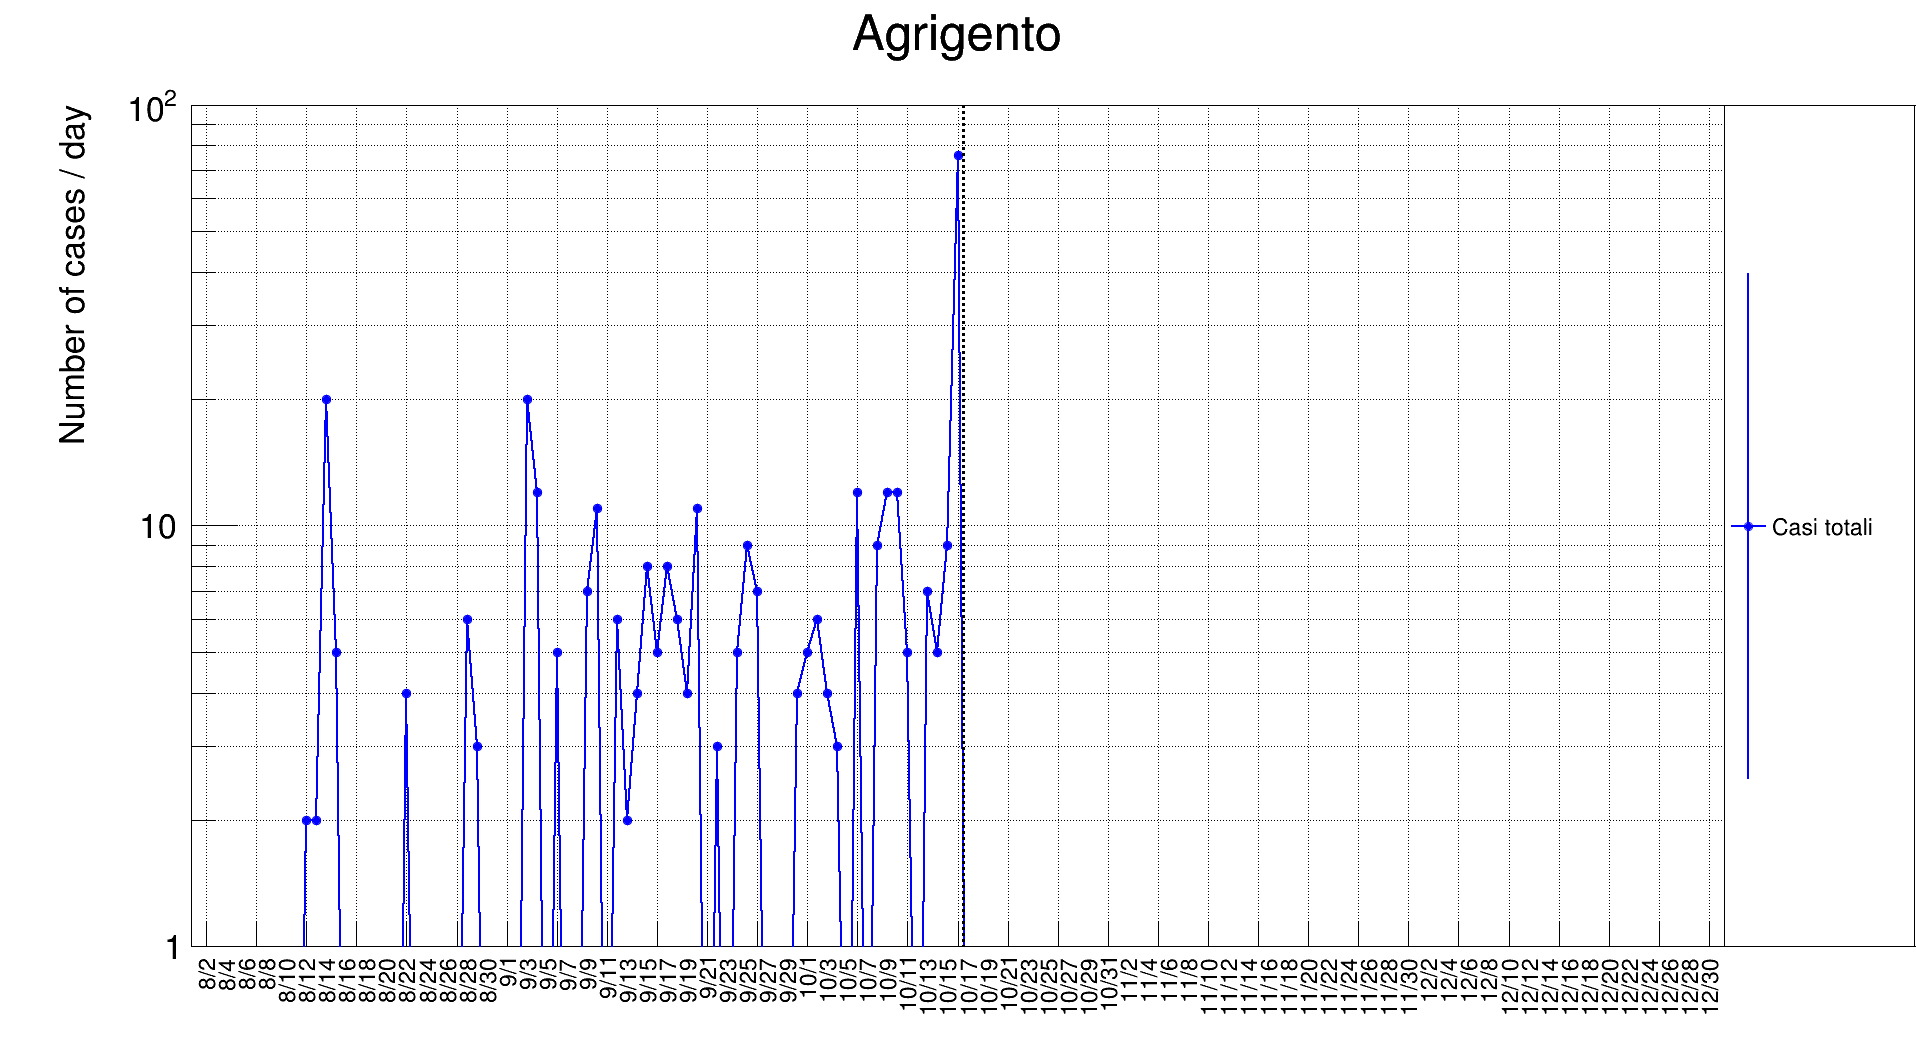 Agrigento
Number of cases / day
10²
10
1
8/2 8/4 8/6 8/8 8/10 8/12 8/14 8/16 8/18 8/20 8/22 8/24 8/26 8/28 8/30 9/1 9/3 9/5 9/7 9/9 9/11 9/13 9/15 9/17 9/19 9/21 9/23 9/25 9/27 9/29 10/1 10/3 10/5 10/7 10/9 10/11 10/13 10/15 10/17 10/19 10/21 10/23 10/25 10/27 10/29 10/31 11/2 11/4 11/6 11/8 11/10 11/12 11/14 11/16 11/18 11/20 11/22 11/24 11/26 11/28 11/30 12/2 12/4 12/6 12/8 12/10 12/12 12/14 12/16 12/18 12/20 12/22 12/24 12/26 12/28 12/30
Casi totali